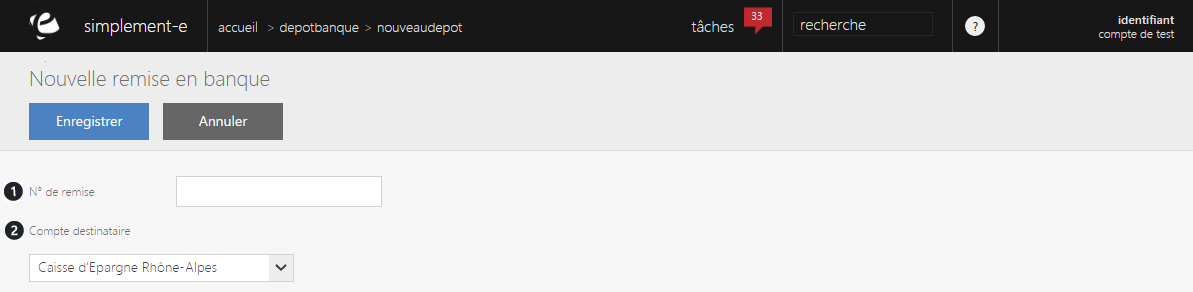 simplement-e
accueil > depotbanque > nouveaudepot
tâches 33
recherche
?
identifiant
compte de test
Nouvelle remise en banque
Enregistrer
Annuler
1 N° de remise
2 Compte destinataire
Caisse d'Epargne Rhône-Alpes